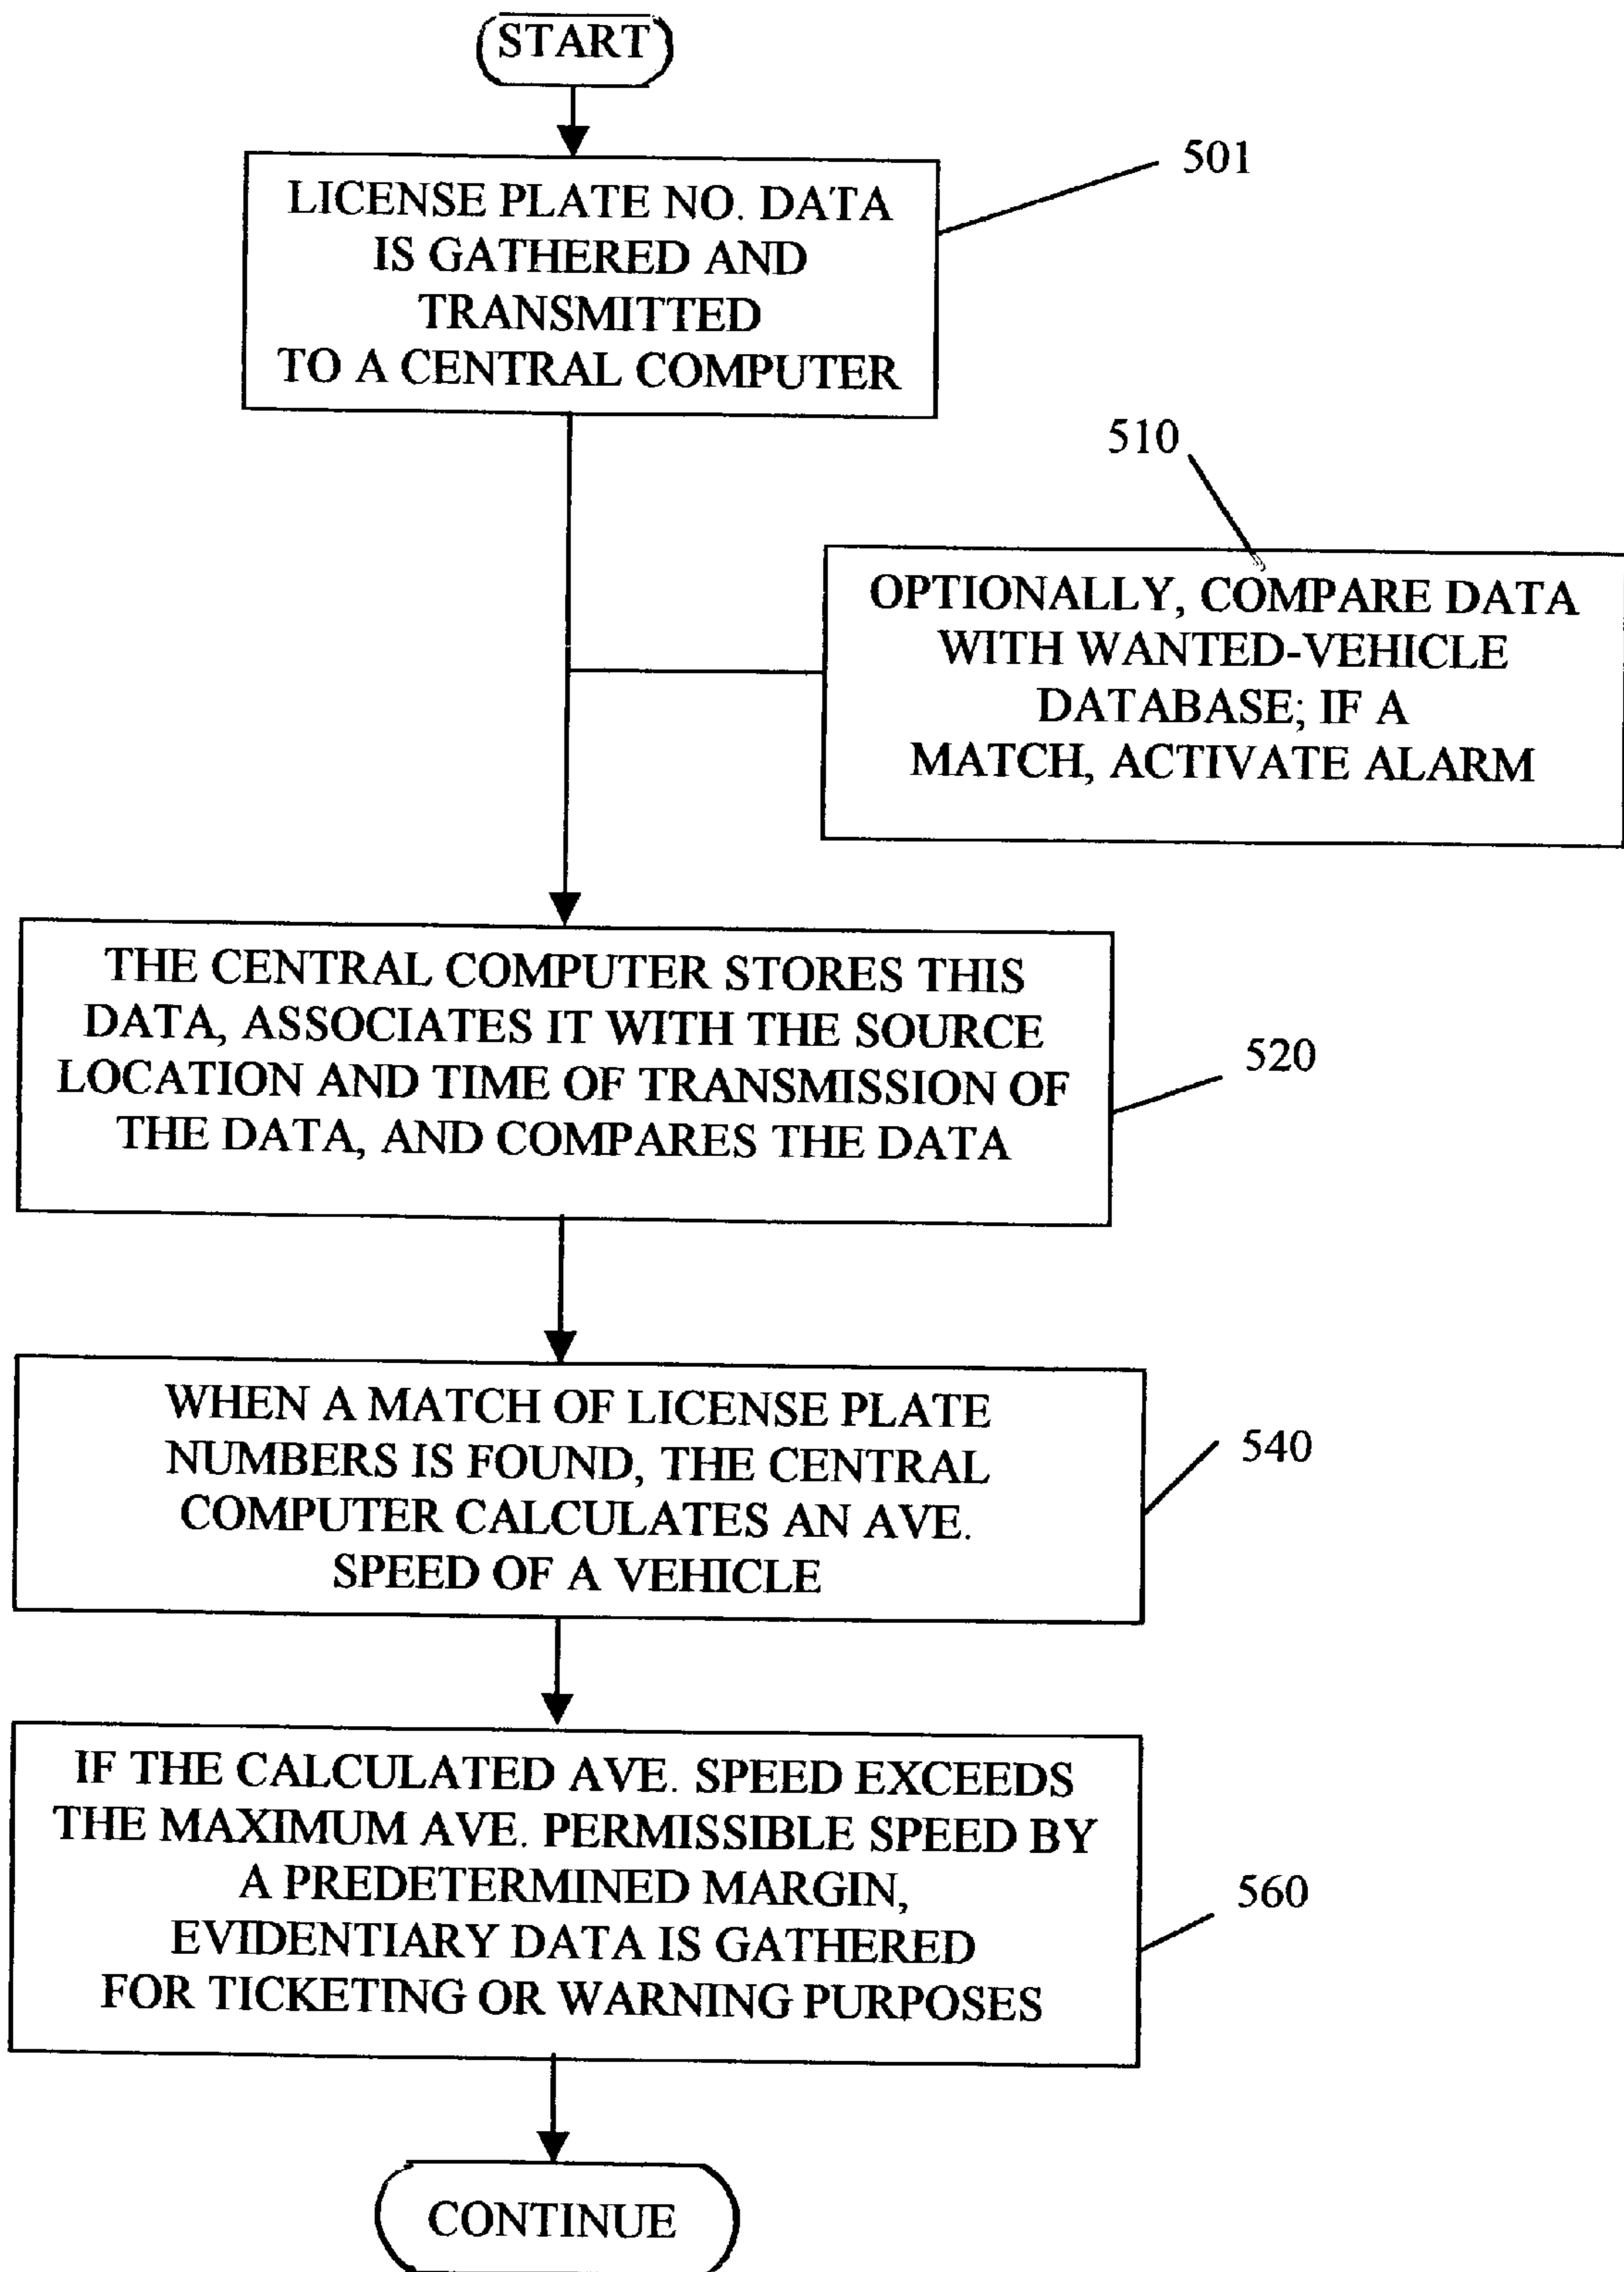 START
501
LICENSE PLATE NO. DATA
IS GATHERED AND
TRANSMITTED
TO A CENTRAL COMPUTER
510
OPTIONALLY, COMPARE DATA
WITH WANTED-VEHICLE
DATABASE; IF A
MATCH, ACTIVATE ALARM
THE CENTRAL COMPUTER STORES THIS
DATA, ASSOCIATES IT WITH THE SOURCE
LOCATION AND TIME OF TRANSMISSION OF
THE DATA, AND COMPARES THE DATA
520
WHEN A MATCH OF LICENSE PLATE
NUMBERS IS FOUND, THE CENTRAL
COMPUTER CALCULATES AN AVE.
SPEED OF A VEHICLE
540
IF THE CALCULATED AVE. SPEED EXCEEDS
THE MAXIMUM AVE. PERMISSIBLE SPEED BY
A PREDETERMINED MARGIN,
EVIDENTIARY DATA IS GATHERED
FOR TICKETING OR WARNING PURPOSES
560
CONTINUE